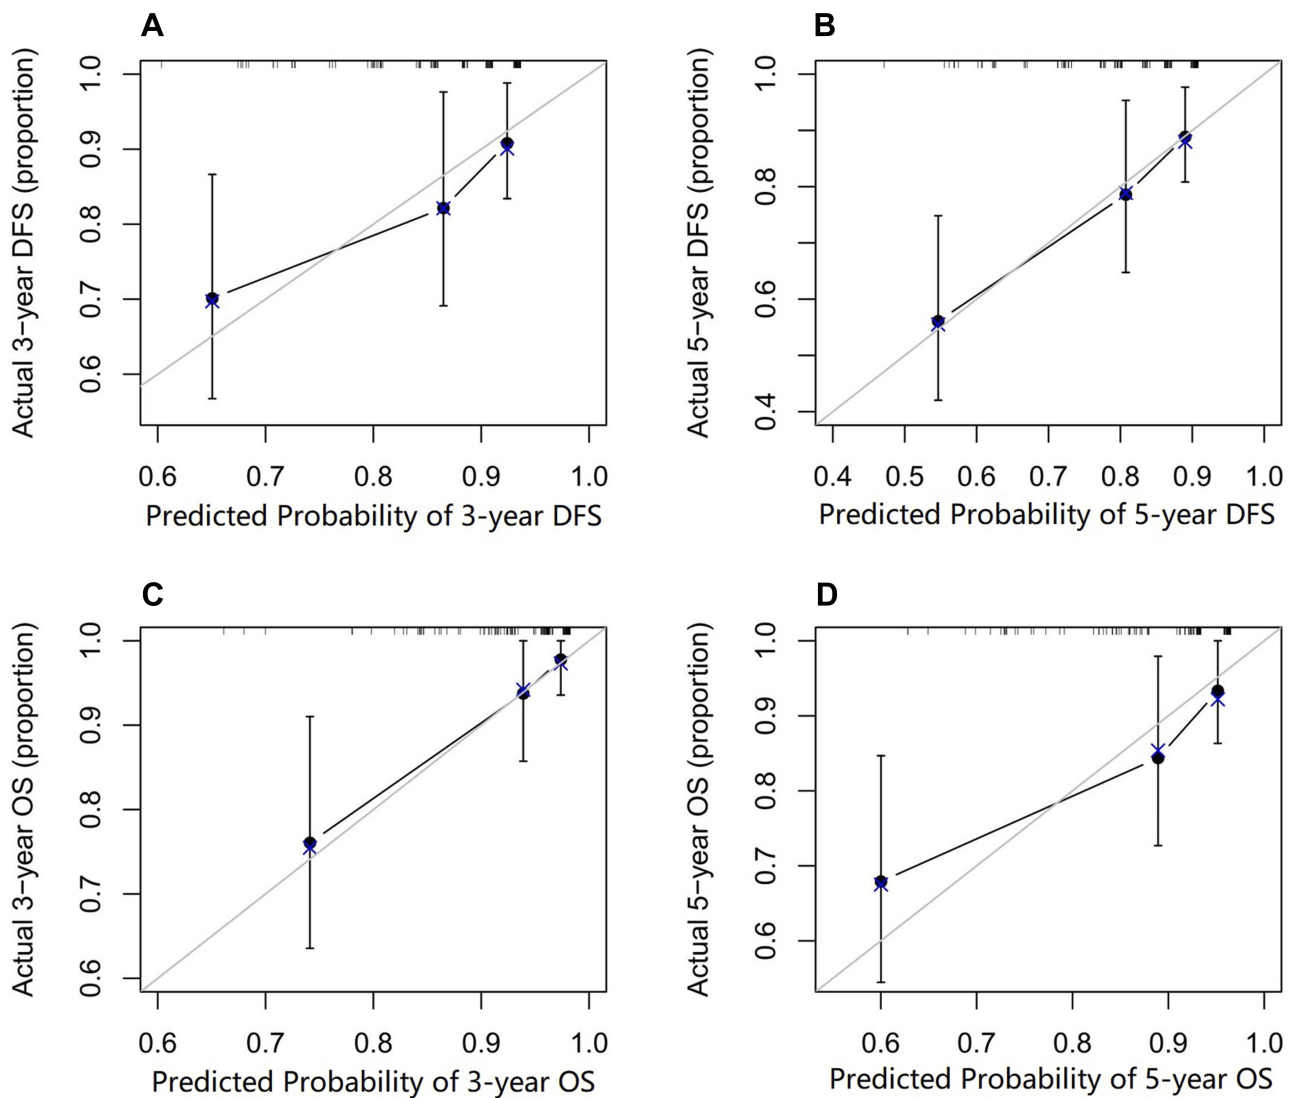 A
Actual 3−year DFS (proportion)
1.0
0.9
0.8
0.7
0.6
0.6 0.7 0.8 0.9 1.0
Predicted Probability of 3-year DFS
B
Actual 5−year DFS (proportion)
1.0
0.8
0.6
0.4
0.4 0.5 0.6 0.7 0.8 0.9 1.0
Predicted Probability of 5-year DFS
C
Actual 3−year OS (proportion)
1.0
0.9
0.8
0.7
0.6
0.6 0.7 0.8 0.9 1.0
Predicted Probability of 3-year OS
D
Actual 5−year OS (proportion)
1.0
0.9
0.8
0.7
0.6
0.6 0.7 0.8 0.9 1.0
Predicted Probability of 5-year OS